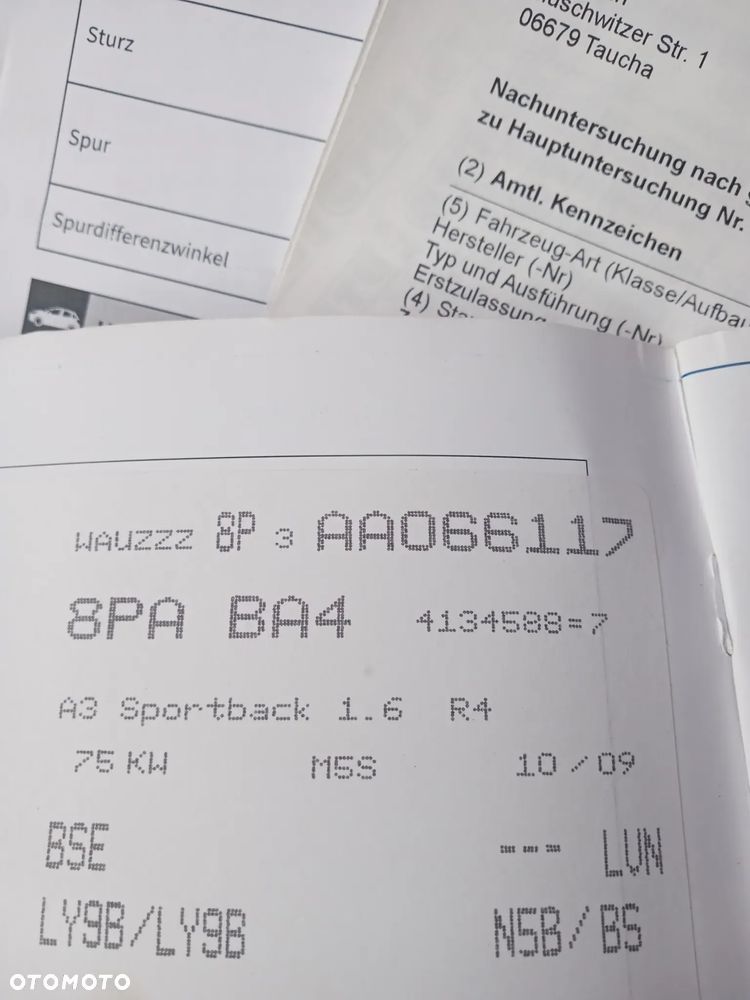 Sturz
Spur
Spurdifferenzwinkel
Str. 1
06679 Taucha
Nachuntersuchung nach
zu Hauptuntersuchung Nr.
(2) Amtl. Kennzeichen
(5) Fahrzeug-Art (Klasse/Aufbau
Hersteller (-Nr)
Typ und Ausführung (-Nr)
Erstzulassung
(4)
WAUZZZ 8P 3 AA066117
8PA BA4 4134588=7
A3 Sportback 1.6 R4
75 KW M5S 10/09
BSE --- LVN
LY9B/LY9B N5B/BS
OTOMOTO